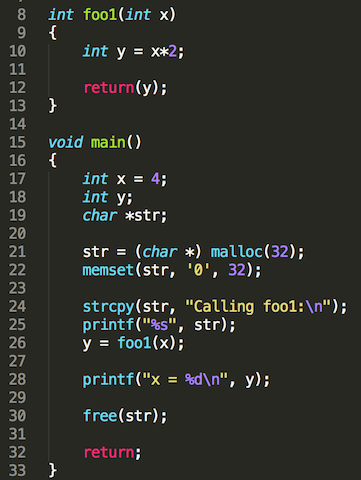 8 int foo1(int x)
9 {
10     int y = x*2;
11
12     return(y);
13 }
14
15 void main()
16 {
17     int x = 4;
18     int y;
19     char *str;
20
21     str = (char *) malloc(32);
22     memset(str, '0', 32);
23
24     strcpy(str, "Calling foo1:\n");
25     printf("%s", str);
26     y = foo1(x);
27
28     printf("x = %d\n", y);
29
30     free(str);
31
32     return;
33 }